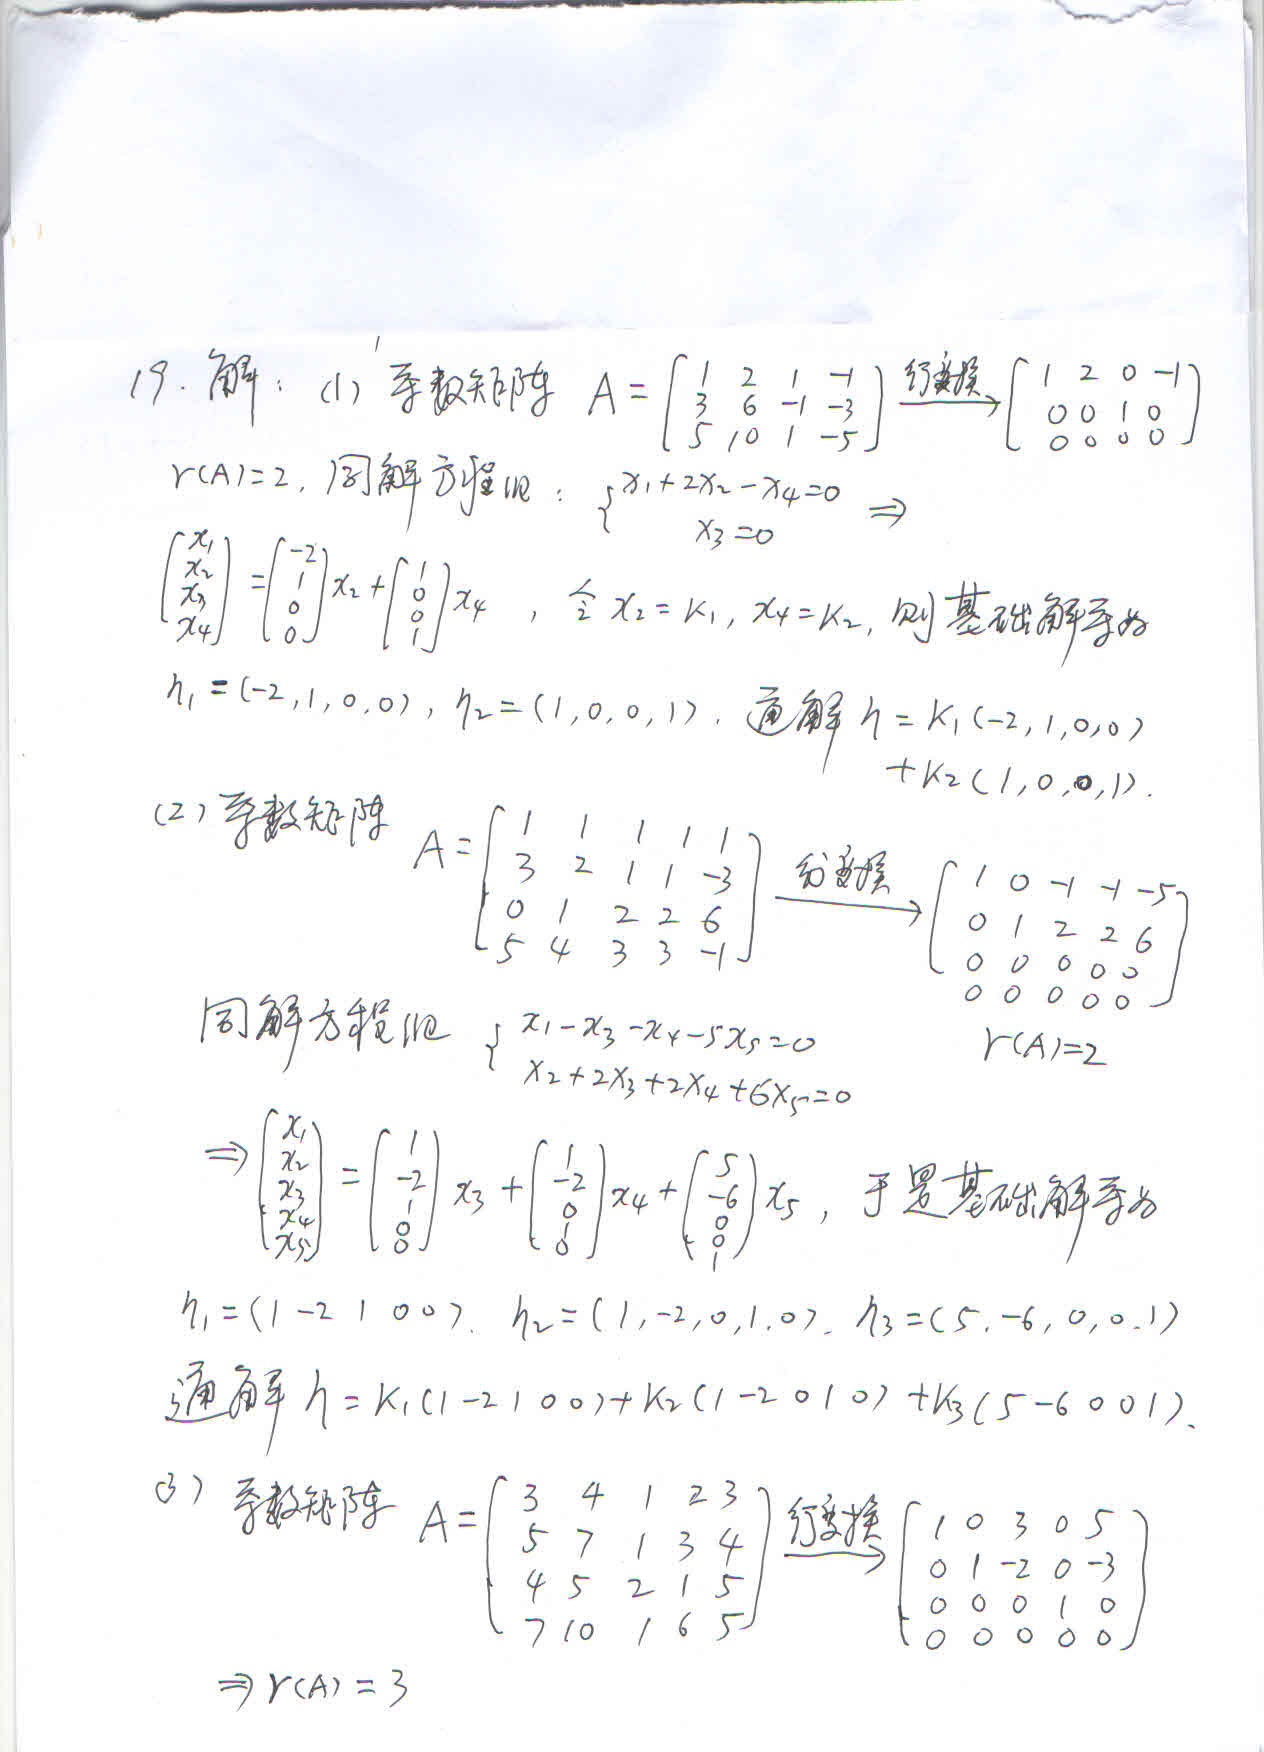 19. 解: (1) 系数矩阵 A = [1 2 1 -1; 3 6 -1 -3; 5 10 1 -5] 行变换→ [1 2 0 -1; 0 0 1 0; 0 0 0 0]
r(A)=2, 同解方程组: { x₁+2x₂-x₄=0; x₃=0 ⇒
(x₁ x₂ x₃ x₄) = (-2 1 0 0) x₂ + (1 0 0 1) x₄, 令 x₂=K₁, x₄=K₂, 则基础解系为
η₁=(-2,1,0,0), η₂=(1,0,0,1). 通解 η=K₁(-2,1,0,0)
+K₂(1,0,0,1).
(2) 系数矩阵 A = [1 1 1 1 1; 3 2 1 1 -3; 0 1 2 2 6; 5 4 3 3 -1] 行变换→ [1 0 -1 -1 -5; 0 1 2 2 6; 0 0 0 0 0; 0 0 0 0 0]
同解方程组 { x₁-x₃-x₄-5x₅=0; x₂+2x₃+2x₄+6x₅=0 r(A)=2
⇒ (x₁ x₂ x₃ x₄ x₅) = (1 -2 1 0 0) x₃ + (1 -2 0 1 0) x₄ + (5 -6 0 0 1) x₅, 于是基础解系为
η₁=(1 -2 1 0 0). η₂=(1,-2,0,1,0). η₃=(5,-6,0,0,1)
通解 η=K₁(1 -2 1 0 0)+K₂(1 -2 0 1 0)+K₃(5 -6 0 0 1).
(3) 系数矩阵 A = [3 4 1 2 3; 5 7 1 3 4; 4 5 2 1 5; 7 10 1 6 5] 行变换→ [1 0 3 0 5; 0 1 -2 0 -3; 0 0 0 1 0; 0 0 0 0 0]
⇒ r(A)=3